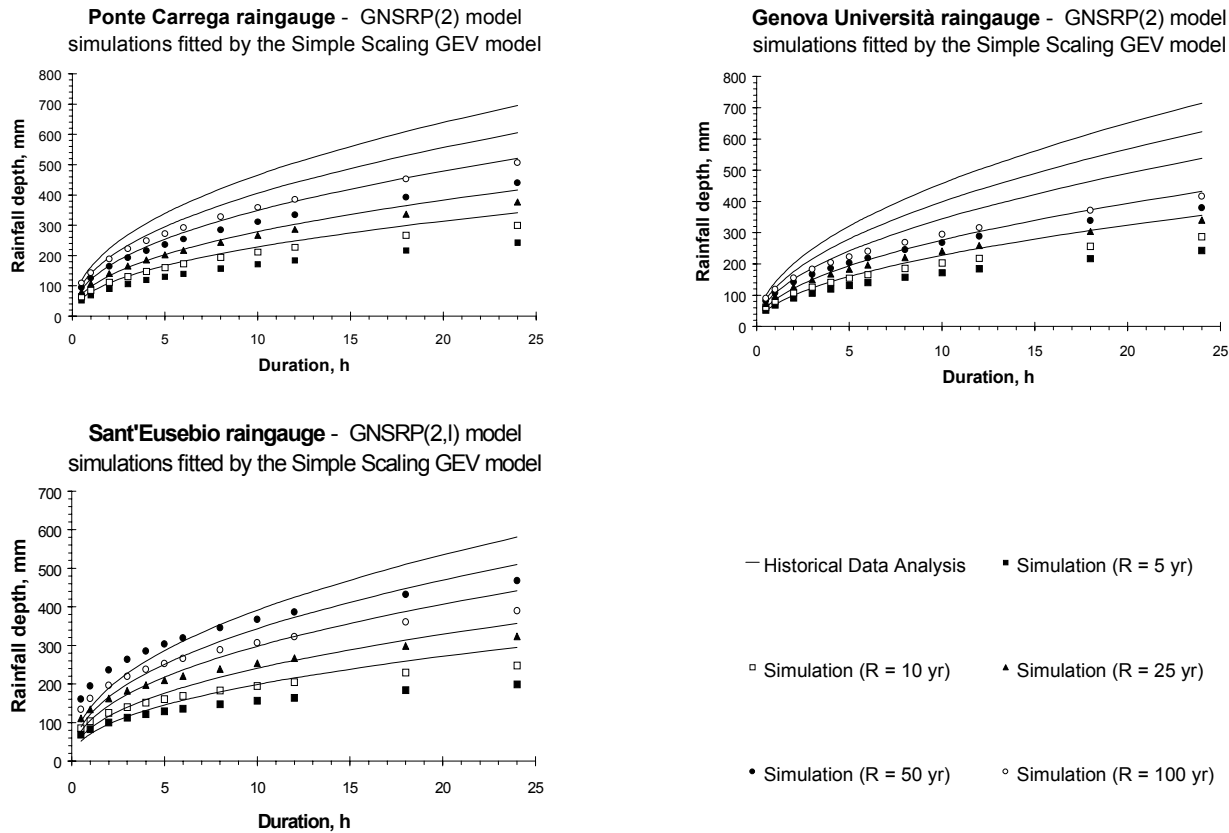 Ponte Carrega raingauge - GNSRP(2) model
simulations fitted by the Simple Scaling GEV model
800
700
600
500
400
300
200
100
0
Rainfall depth, mm
0 5 10 15 20 25
Duration, h
Genova Università raingauge - GNSRP(2) model
simulations fitted by the Simple Scaling GEV model
800
700
600
500
400
300
200
100
0
Rainfall depth, mm
0 5 10 15 20 25
Duration, h
Sant'Eusebio raingauge - GNSRP(2,I) model
simulations fitted by the Simple Scaling GEV model
700
600
500
400
300
200
100
0
Rainfall depth, mm
0 5 10 15 20 25
Duration, h
Historical Data Analysis
Simulation (R = 5 yr)
Simulation (R = 10 yr)
Simulation (R = 25 yr)
Simulation (R = 50 yr)
Simulation (R = 100 yr)